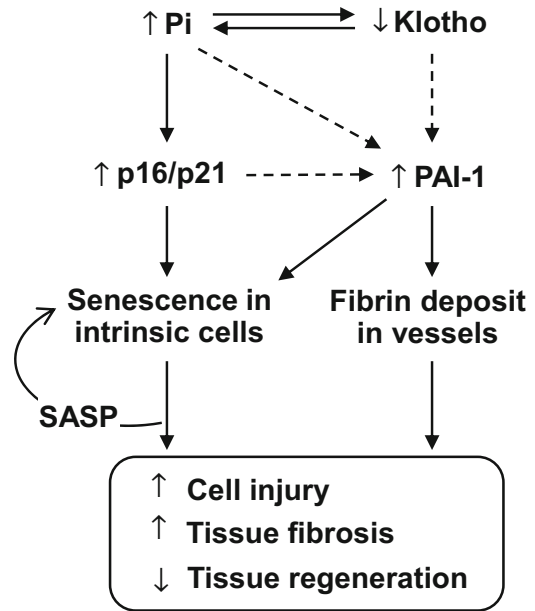 ↑ Pi
↓ Klotho
↑ p16/p21
↑ PAI-1
Senescence in
intrinsic cells
Fibrin deposit
in vessels
SASP
↑ Cell injury
↑ Tissue fibrosis
↓ Tissue regeneration